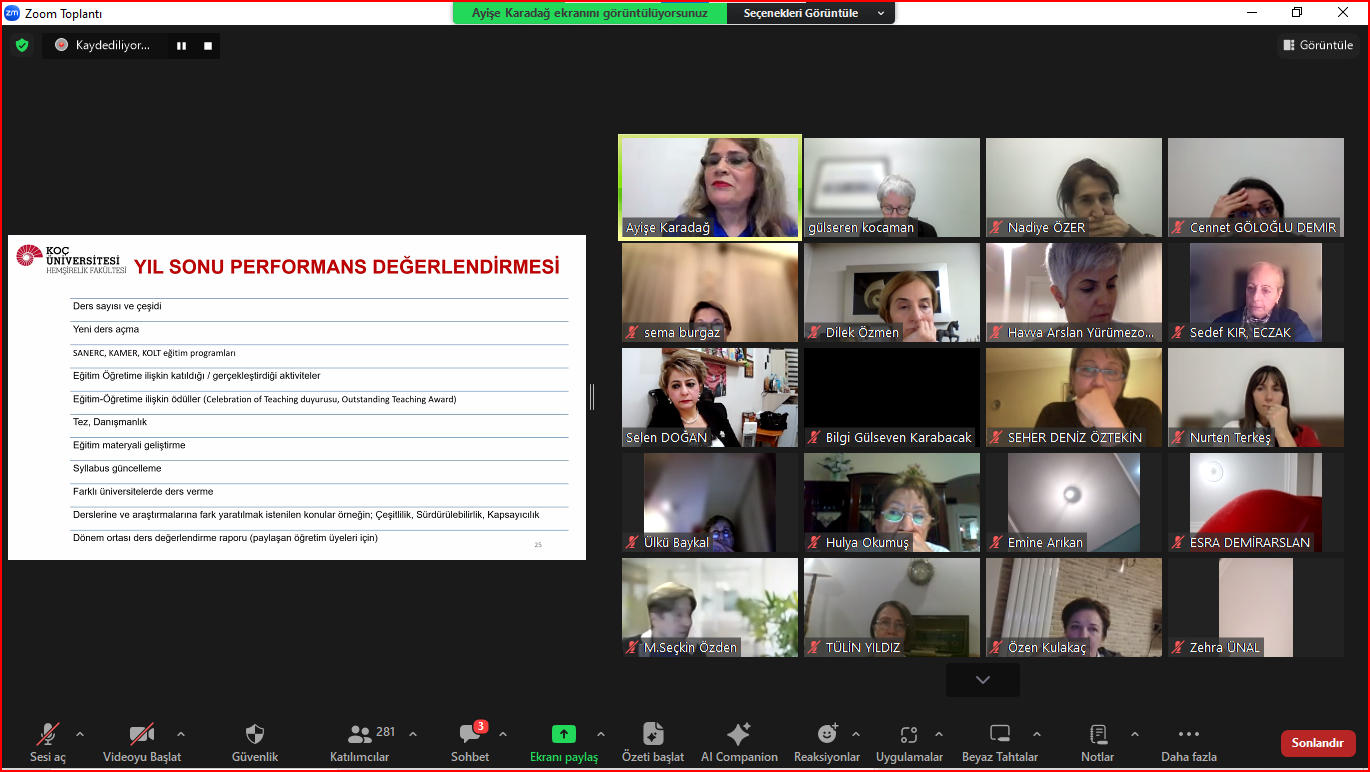 Zoom Toplantı
Ayişe Karadağ ekranını görüntülüyorsunuz
Seçenekleri Görüntüle
Kaydediliyor...
Görüntüle
KOÇ
ÜNİVERSİTESİ
HEMŞİRELİK FAKÜLTESİ
YIL SONU PERFORMANS DEĞERLENDİRMESİ
Ders sayısı ve çeşidi
Yeni ders açma
SANERC, KAMER, KOLT eğitim programları
Eğitim Öğretime ilişkin katıldığı / gerçekleştirdiği aktiviteler
Eğitim-Öğretime ilişkin ödüller (Celebration of Teaching duyurusu, Outstanding Teaching Award)
Tez, Danışmanlık
Eğitim materyali geliştirme
Syllabus güncelleme
Farklı üniversitelerde ders verme
Derslerine ve araştırmalarına fark yaratılmak istenilen konular örneğin; Çeşitlilik, Sürdürülebilirlik, Kapsayıcılık
Dönem ortası ders değerlendirme raporu (paylaşan öğretim üyeleri için)
25
Ayişe Karadağ
gülseren kocaman
Nadiye ÖZER
Cennet GÖLOĞLU DEMIR
sema burgaz
Dilek Özmen
Havva Arslan Yürümezo...
Sedef KIR, ECZAK
Selen DOĞAN
Bilgi Gülseven Karabacak
SEHER DENİZ ÖZTEKİN
Nurten Terkeş
Ülkü Baykal
Hulya Okumuş
Emine Arıkan
ESRA DEMİRARSLAN
M.Seçkin Özden
TÜLİN YILDIZ
Özen Kulakaç
Zehra ÜNAL
Sesi aç
Videoyu Başlat
Güvenlik
281
Katılımcılar
3
Sohbet
Ekranı paylaş
Özeti başlat
AI Companion
Reaksiyonlar
Uygulamalar
Beyaz Tahtalar
Notlar
Daha fazla
Sonlandır